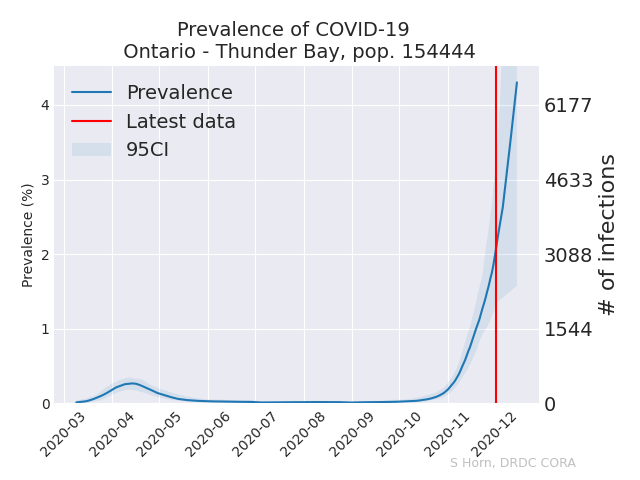 Prevalence of COVID-19
Ontario - Thunder Bay, pop. 154444
Prevalence
Latest data
95CI
Prevalence (%)
4
3
2
1
0
6177
4633
3088
1544
0
# of infections
2020-03
2020-04
2020-05
2020-06
2020-07
2020-08
2020-09
2020-10
2020-11
2020-12
S Horn, DRDC CORA